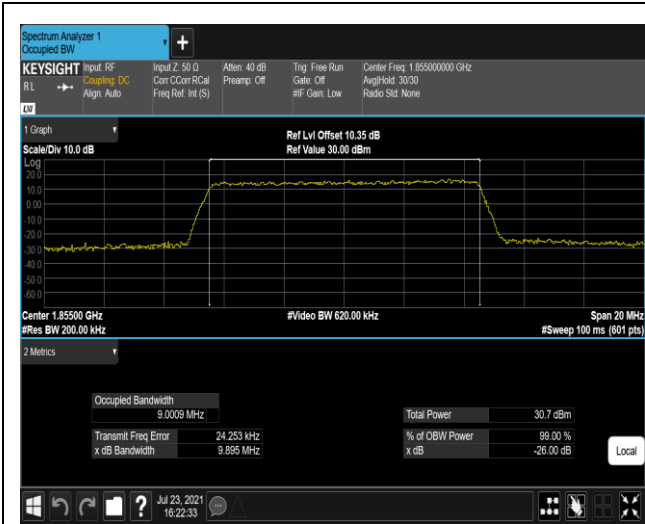 Spectrum Analyzer 1
Occupied BW
+
KEYSIGHT Input: RF Input Z: 50 Ω Atten: 40 dB Trig: Free Run Center Freq: 1.855000000 GHz
R L Coupling: DC Corr CCorr RCal Preamp: Off Gate: Off Avg|Hold: 30/30
Align: Auto Freq Ref: Int (S) #IF Gain: Low Radio Std: None
LXI
1 Graph Ref Lvl Offset 10.35 dB
Scale/Div 10.0 dB Ref Value 30.00 dBm
Log
20.0
10.0
0.00
-10.0
-20.0
-30.0
-40.0
-50.0
-60.0
Center 1.85500 GHz #Video BW 620.00 kHz Span 20 MHz
#Res BW 200.00 kHz #Sweep 100 ms (601 pts)
2 Metrics
Occupied Bandwidth
9.0009 MHz Total Power 30.7 dBm
Transmit Freq Error 24.253 kHz % of OBW Power 99.00 %
x dB Bandwidth 9.895 MHz x dB -26.00 dB
Local
? Jul 23, 2021
16:22:33